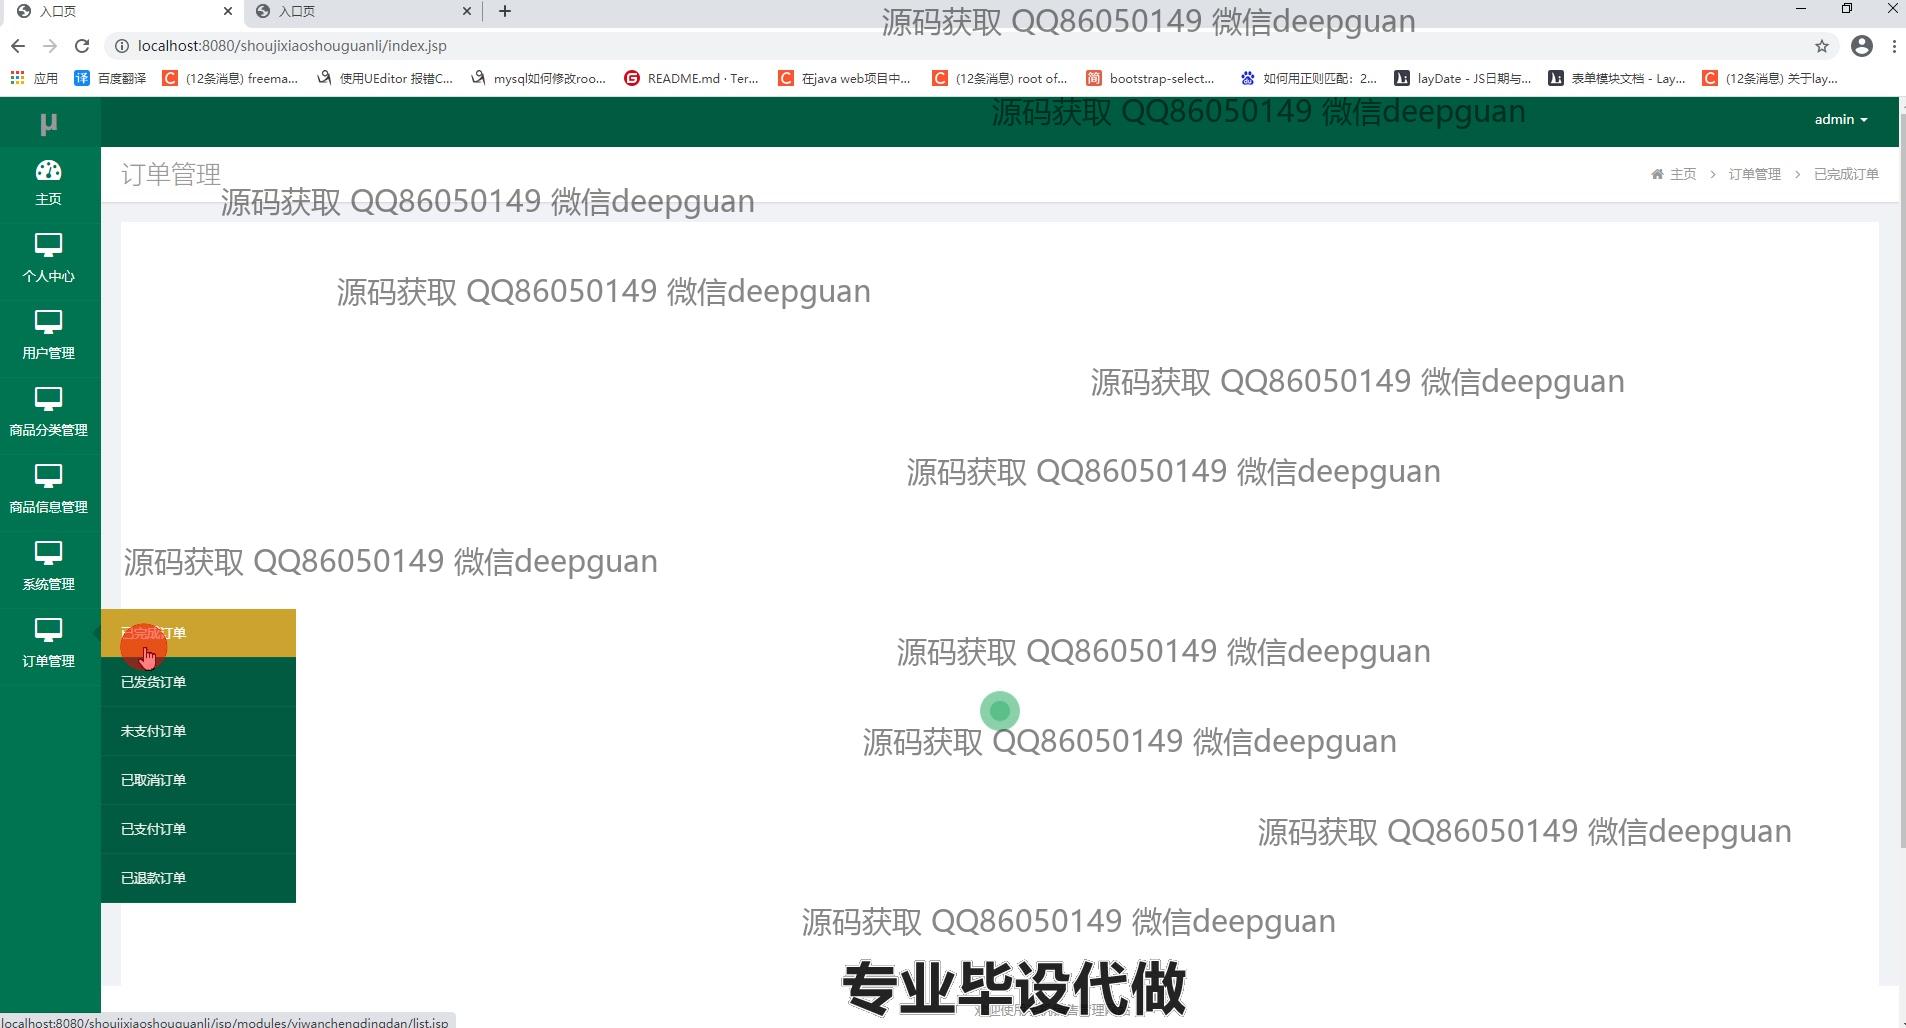 入口页
入口页
源码获取 QQ86050149 微信deepguan
localhost:8080/shoujixiaoshouguanli/index.jsp
应用
百度翻译
(12条消息) freema...
使用UEditor 报错C...
mysql如何修改roo...
README.md · Ter...
在java web项目中...
(12条消息) root of...
bootstrap-select...
如何用正则匹配：2...
layDate - JS日期与...
表单模块文档 - Lay...
(12条消息) 关于lay...
源码获取 QQ86050149 微信deepguan
admin
μ
主页
个人中心
用户管理
商品分类管理
商品信息管理
系统管理
订单管理
订单管理
主页 > 订单管理 > 已完成订单
源码获取 QQ86050149 微信deepguan
源码获取 QQ86050149 微信deepguan
源码获取 QQ86050149 微信deepguan
源码获取 QQ86050149 微信deepguan
源码获取 QQ86050149 微信deepguan
已完成订单
已发货订单
未支付订单
已取消订单
已支付订单
已退款订单
源码获取 QQ86050149 微信deepguan
源码获取 QQ86050149 微信deepguan
源码获取 QQ86050149 微信deepguan
源码获取 QQ86050149 微信deepguan
专业毕设代做
localhost:8080/shoujixiaoshouguanli/jsp/modules/yiwanchengdingdan/list.jsp